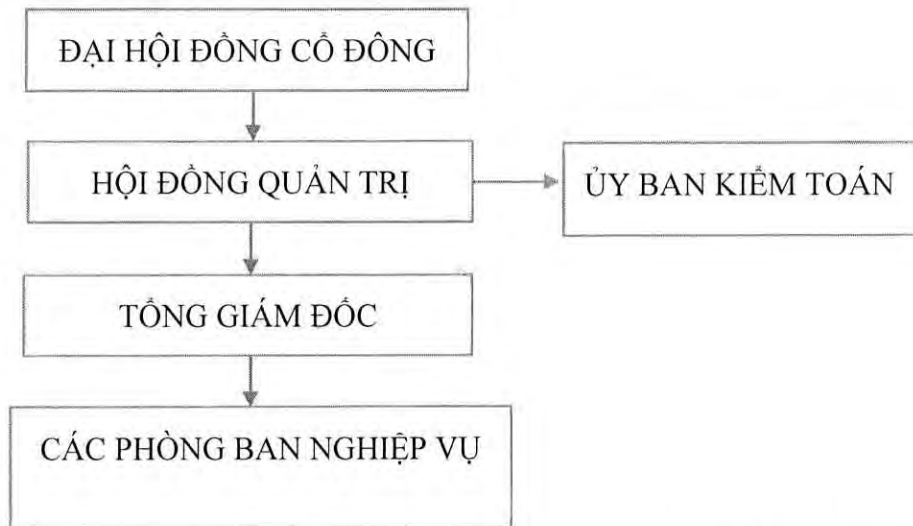 ĐẠI HỘI ĐỒNG CỔ ĐÔNG
HỘI ĐỒNG QUẢN TRỊ
ỦY BAN KIỂM TOÁN
TỔNG GIÁM ĐỐC
CÁC PHÒNG BAN NGHIỆP VỤ